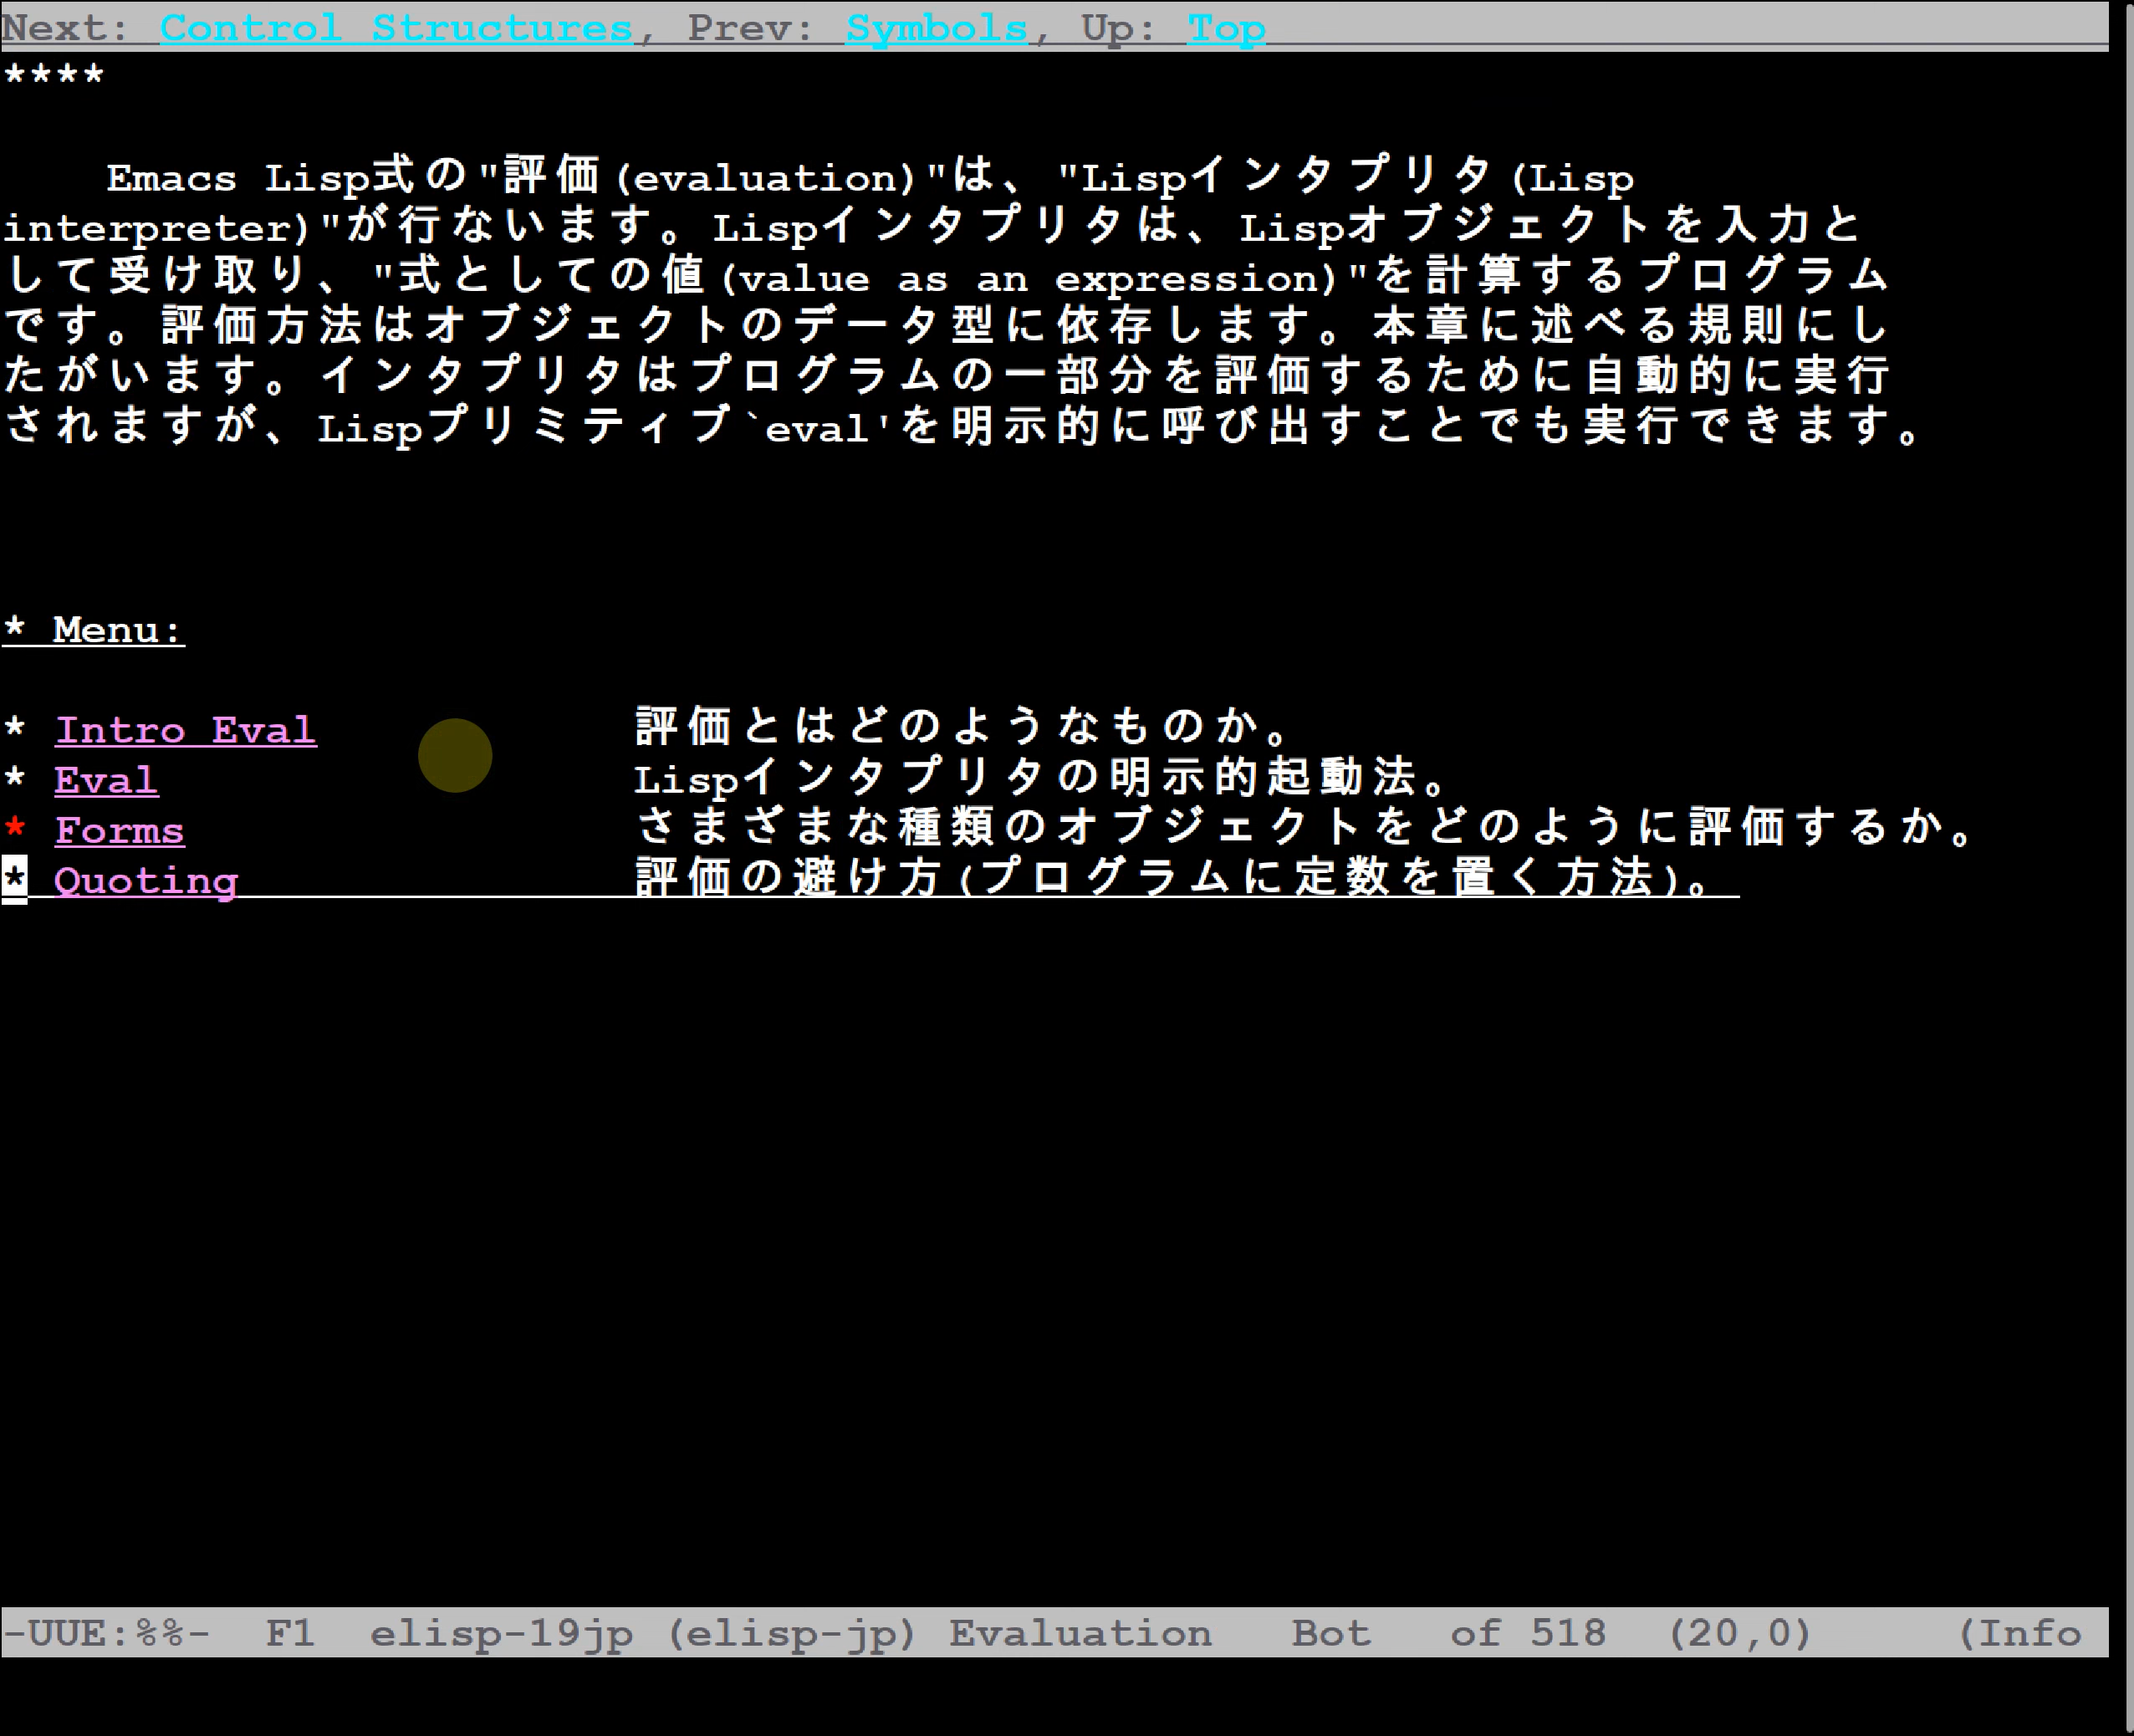 Next: Control Structures, Prev: Symbols, Up: Top
****
Emacs Lisp式の"評価(evaluation)"は、"Lispインタプリタ(Lisp
interpreter)"が行ないます。Lispインタプリタは、Lispオブジェクトを入力と
して受け取り、"式としての値(value as an expression)"を計算するプログラム
です。評価方法はオブジェクトのデータ型に依存します。本章に述べる規則にし
たがいます。インタプリタはプログラムの一部分を評価するために自動的に実行
されますが、Lispプリミティブ`eval'を明示的に呼び出すことでも実行できます。
* Menu:
* Intro Eval 評価とはどのようなものか。
* Eval Lispインタプリタの明示的起動法。
* Forms さまざまな種類のオブジェクトをどのように評価するか。
* Quoting 評価の避け方(プログラムに定数を置く方法)。
-UUE:%%- F1 elisp-19jp (elisp-jp) Evaluation Bot of 518 (20,0) (Info